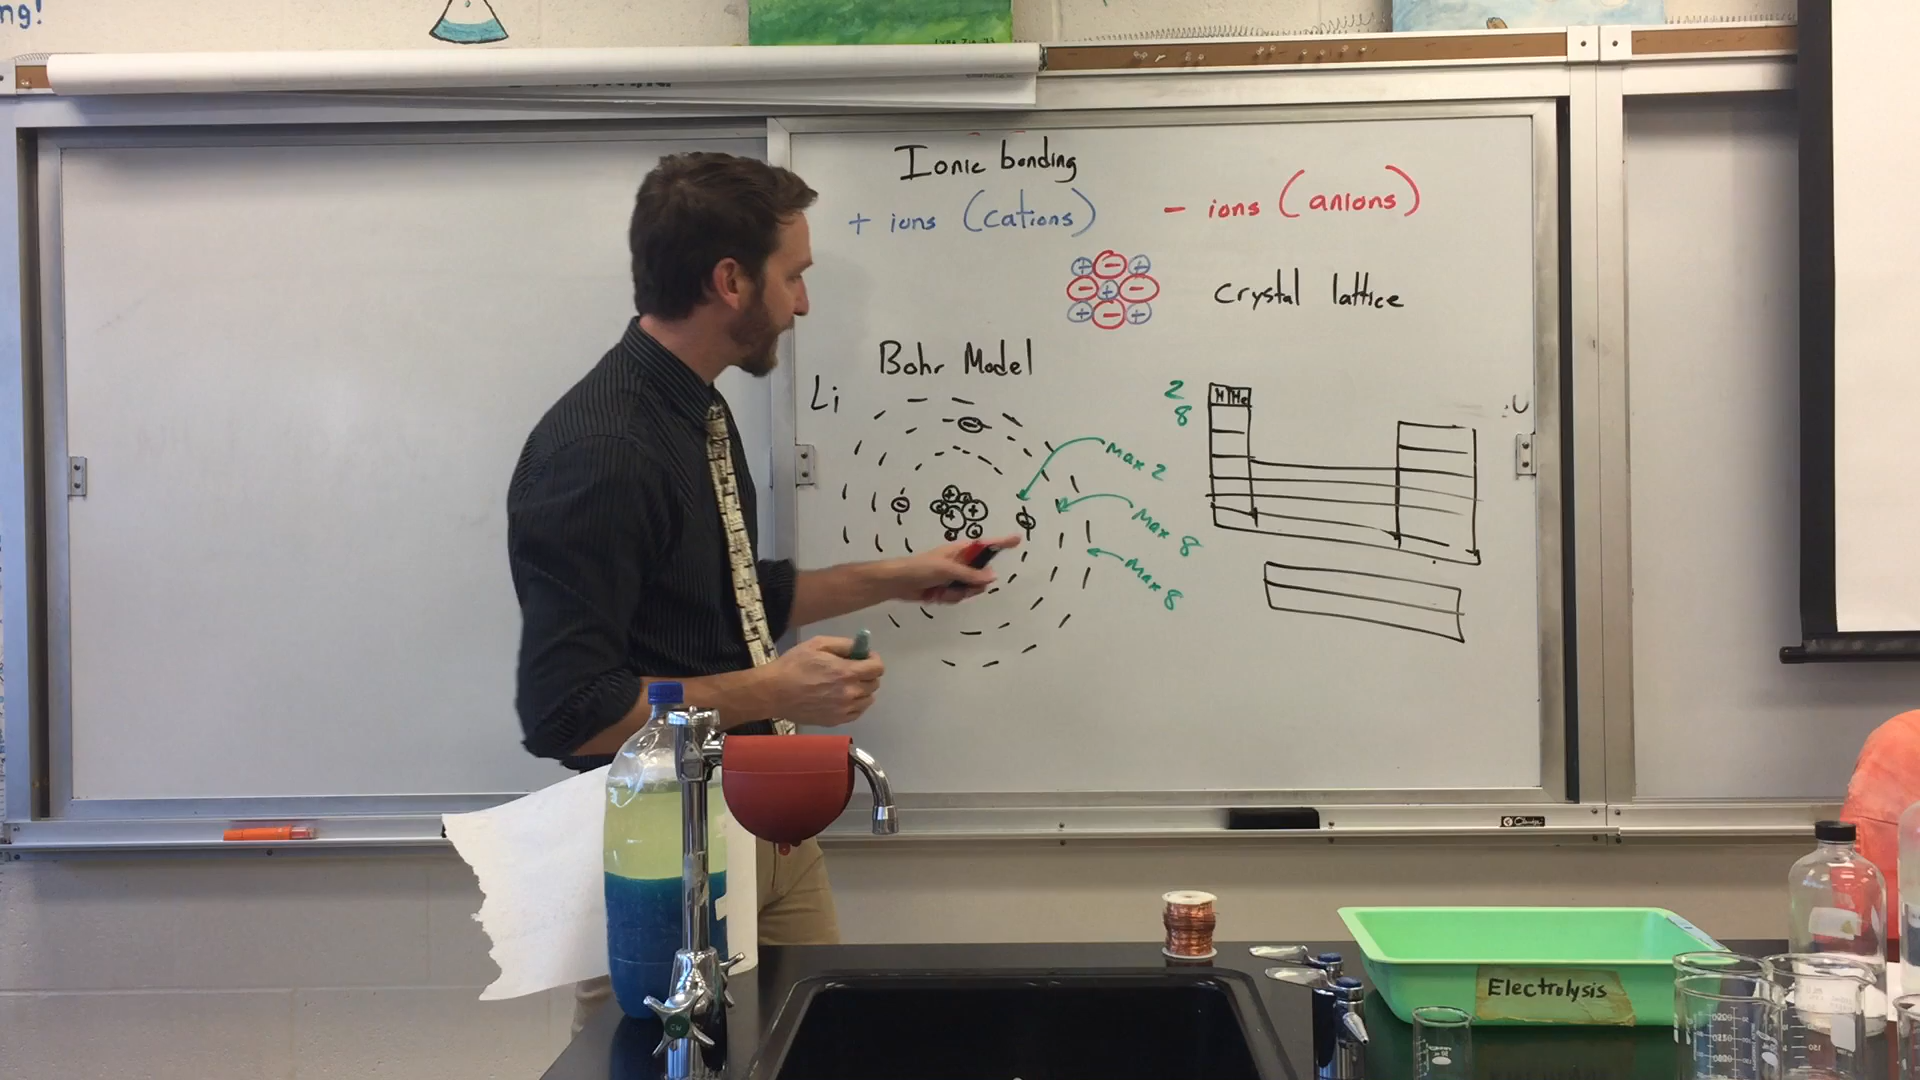 ng!
Ionic bonding
+ ions (cations)
- ions (anions)
+ - +
- + -
+ - +
Crystal lattice
Bohr Model
Li
Max 2
Max 8
Max 8
2
8
H He
Electrolysis